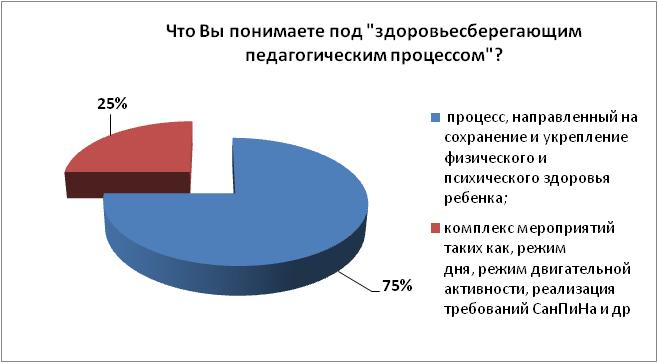 Что Вы понимаете под "здоровьесберегающим
педагогическим процессом"?
25%
75%
процесс, направленный на
сохранение и укрепление
физического и
психического здоровья
ребенка;
комплекс мероприятий
таких как, режим
дня, режим двигательной
активности, реализация
требований СанПиНа и др